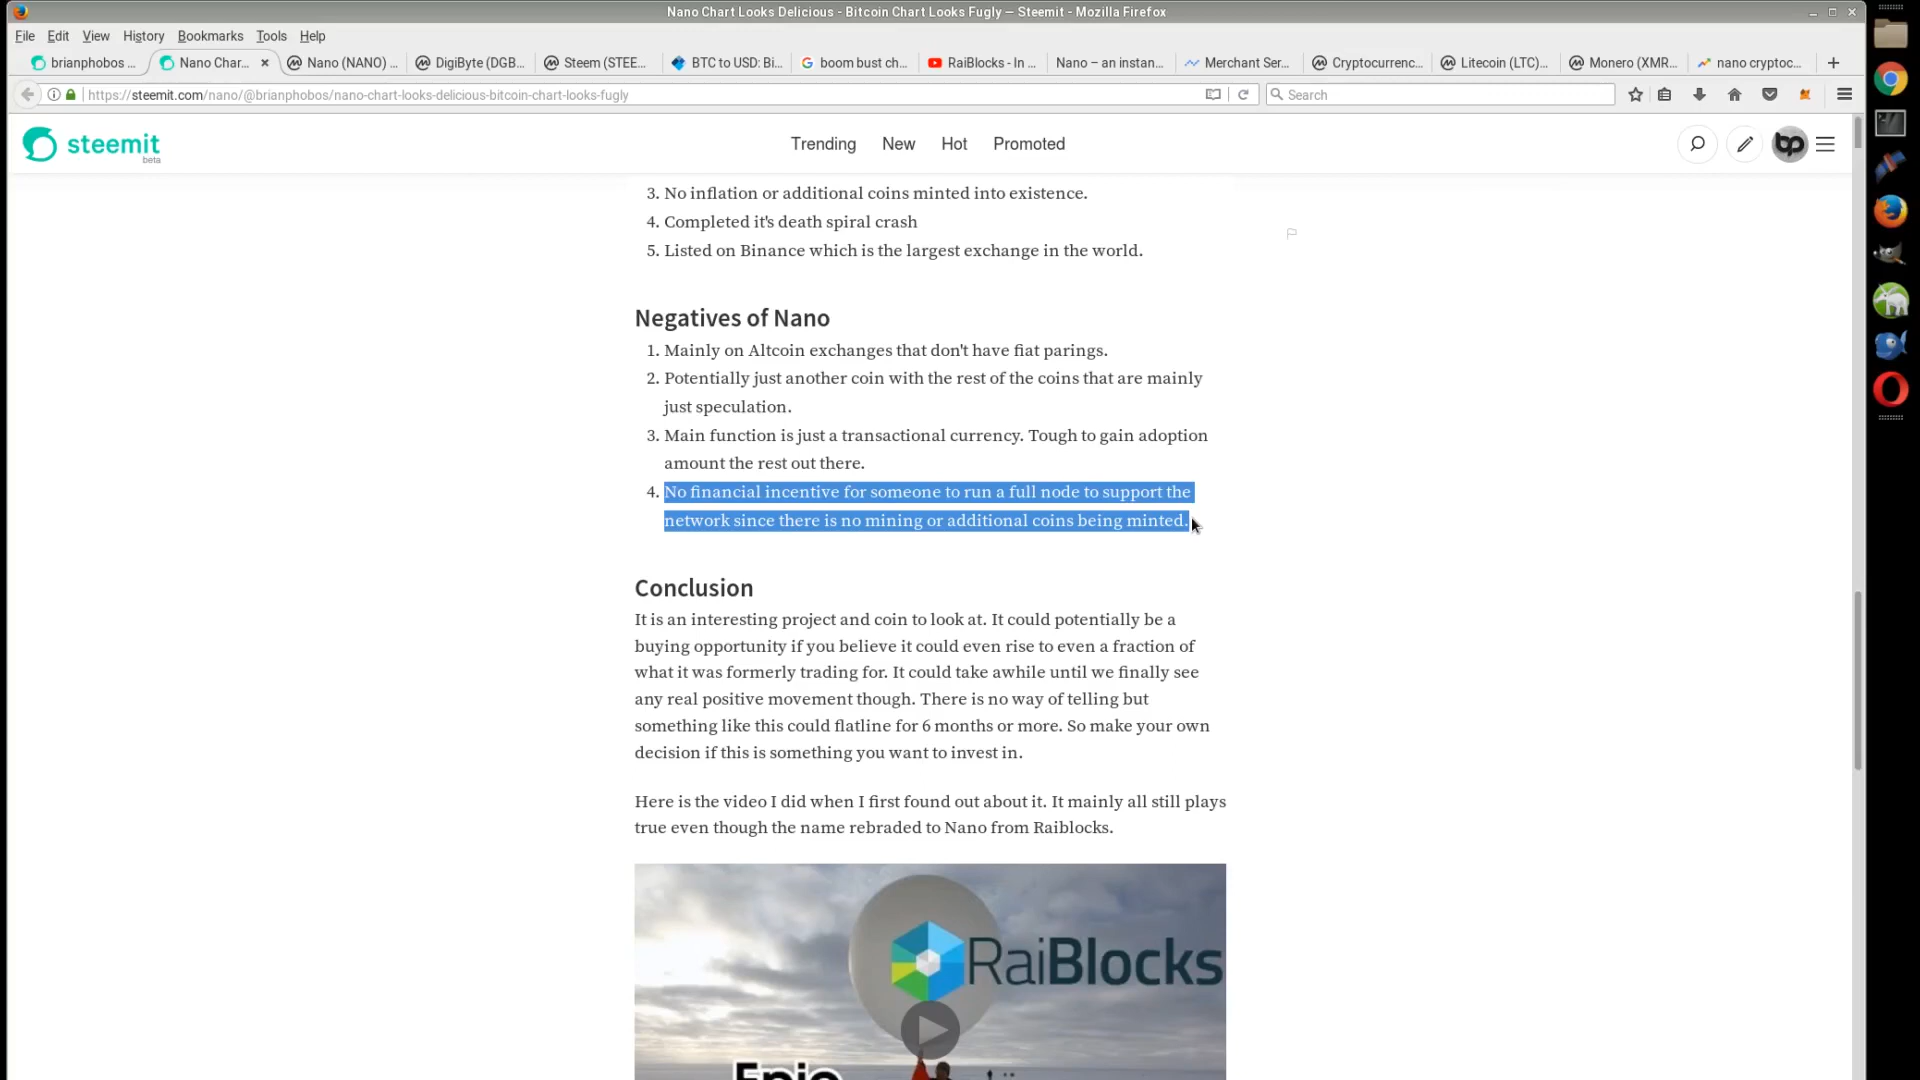 Nano Chart Looks Delicious - Bitcoin Chart Looks Fugly — Steemit - Mozilla Firefox
File Edit View History Bookmarks Tools Help
brianphobos ... Nano Char... Nano (NANO) ... DigiByte (DGB... Steem (STEE... BTC to USD: Bi... boom bust ch... RaiBlocks - In ... Nano – an instan... Merchant Ser... Cryptocurrenc... Litecoin (LTC)... Monero (XMR... nano cryptoc...
https://steemit.com/nano/@brianphobos/nano-chart-looks-delicious-bitcoin-chart-looks-fugly Search
steemit beta Trending New Hot Promoted bp
3. No inflation or additional coins minted into existence.
4. Completed it's death spiral crash
5. Listed on Binance which is the largest exchange in the world.
Negatives of Nano
1. Mainly on Altcoin exchanges that don't have fiat parings.
2. Potentially just another coin with the rest of the coins that are mainly
just speculation.
3. Main function is just a transactional currency. Tough to gain adoption
amount the rest out there.
4. No financial incentive for someone to run a full node to support the
network since there is no mining or additional coins being minted.
Conclusion
It is an interesting project and coin to look at. It could potentially be a
buying opportunity if you believe it could even rise to even a fraction of
what it was formerly trading for. It could take awhile until we finally see
any real positive movement though. There is no way of telling but
something like this could flatline for 6 months or more. So make your own
decision if this is something you want to invest in.
Here is the video I did when I first found out about it. It mainly all still plays
true even though the name rebraded to Nano from Raiblocks.
RaiBlocks
Epic